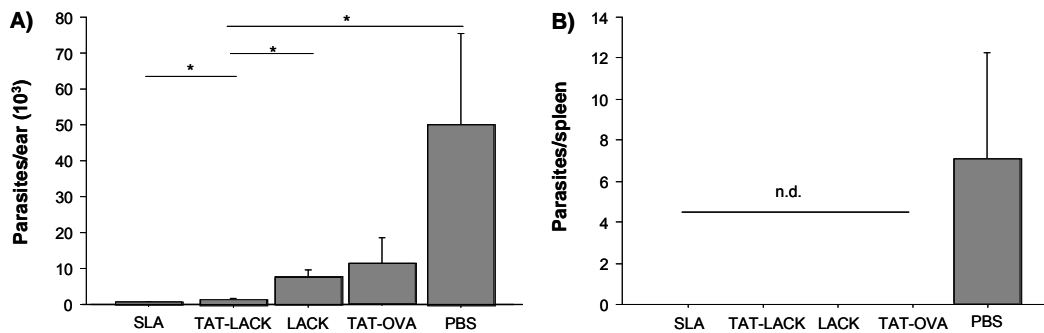 A)
Parasites/ear (10³)
80
70
60
50
40
30
20
10
0
*
*
*
SLA TAT-LACK LACK TAT-OVA PBS
B)
Parasites/spleen
14
12
10
8
6
4
2
0
n.d.
SLA TAT-LACK LACK TAT-OVA PBS